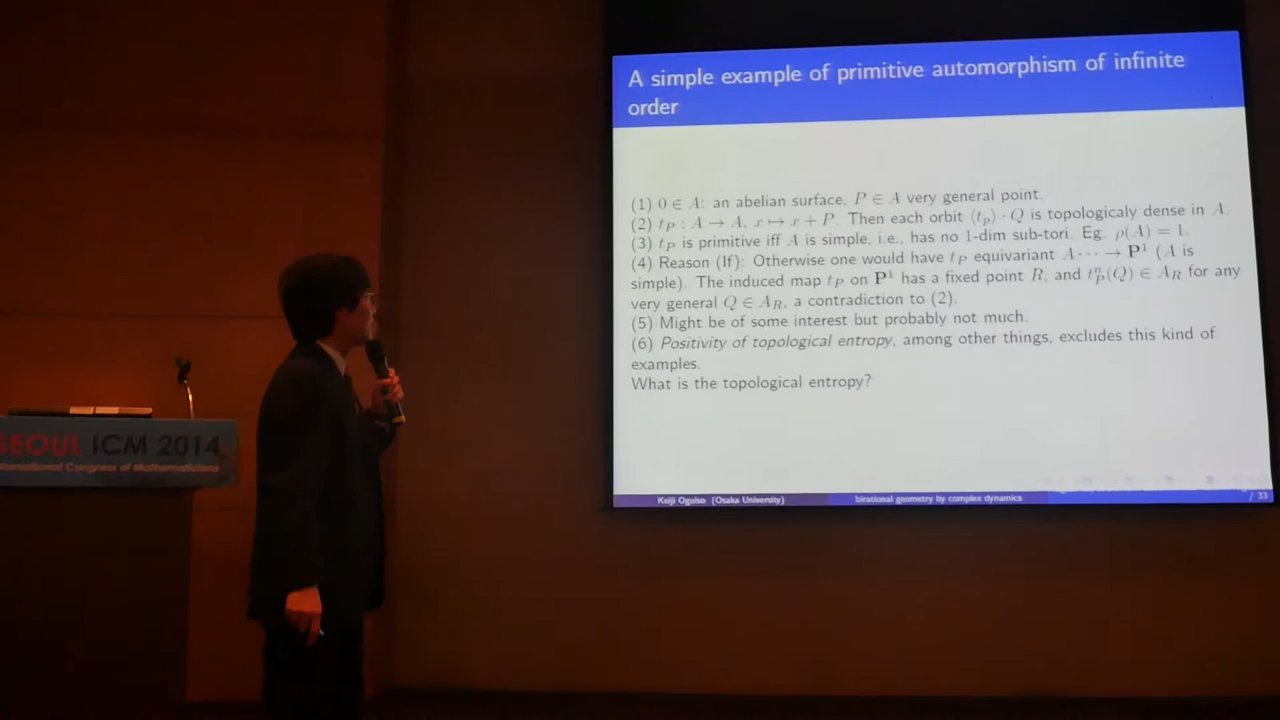 A simple example of primitive automorphism of infinite
order
(1) 0 ∈ A: an abelian surface, P ∈ A very general point.
(2) t_P : A → A, x ↦ x + P. Then each orbit ⟨t_p⟩ · Q is topologicaly dense in A.
(3) t_P is primitive iff A is simple, i.e., has no 1-dim sub-tori. Eg. ρ(A) = 1.
(4) Reason (If): Otherwise one would have t_P equivariant A ⋯ → P¹ (A is
simple). The induced map t_P on P¹ has a fixed point R, and t_P^n(Q) ∈ A_R for any
very general Q ∈ A_R, a contradiction to (2).
(5) Might be of some interest but probably not much.
(6) Positivity of topological entropy, among other things, excludes this kind of
examples.
What is the topological entropy?
SEOUL ICM 2014
International Congress of Mathematicians
Keiji Oguiso (Osaka University) birational geometry by complex dynamics
/ 33